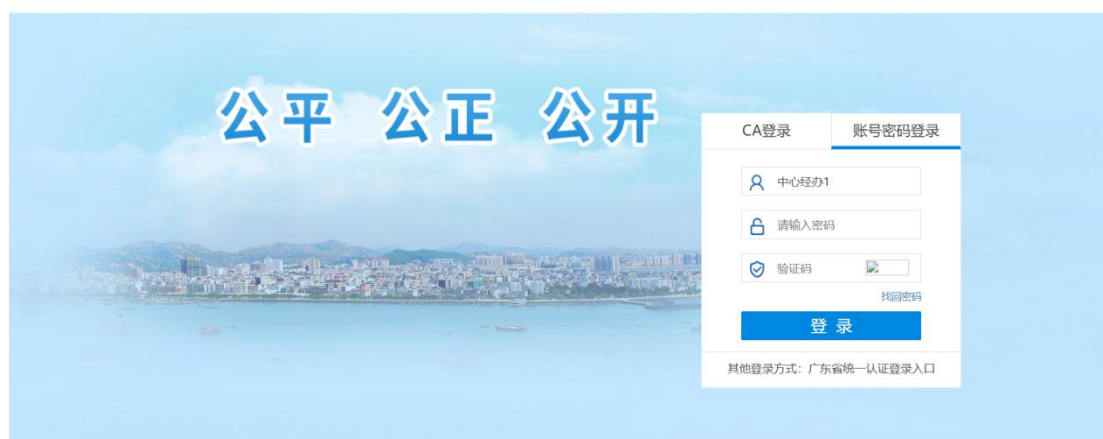 公平 公正 公开
CA登录 账号密码登录
中心经办1
请输入密码
验证码
找回密码
登 录
其他登录方式：广东省统一认证登录入口